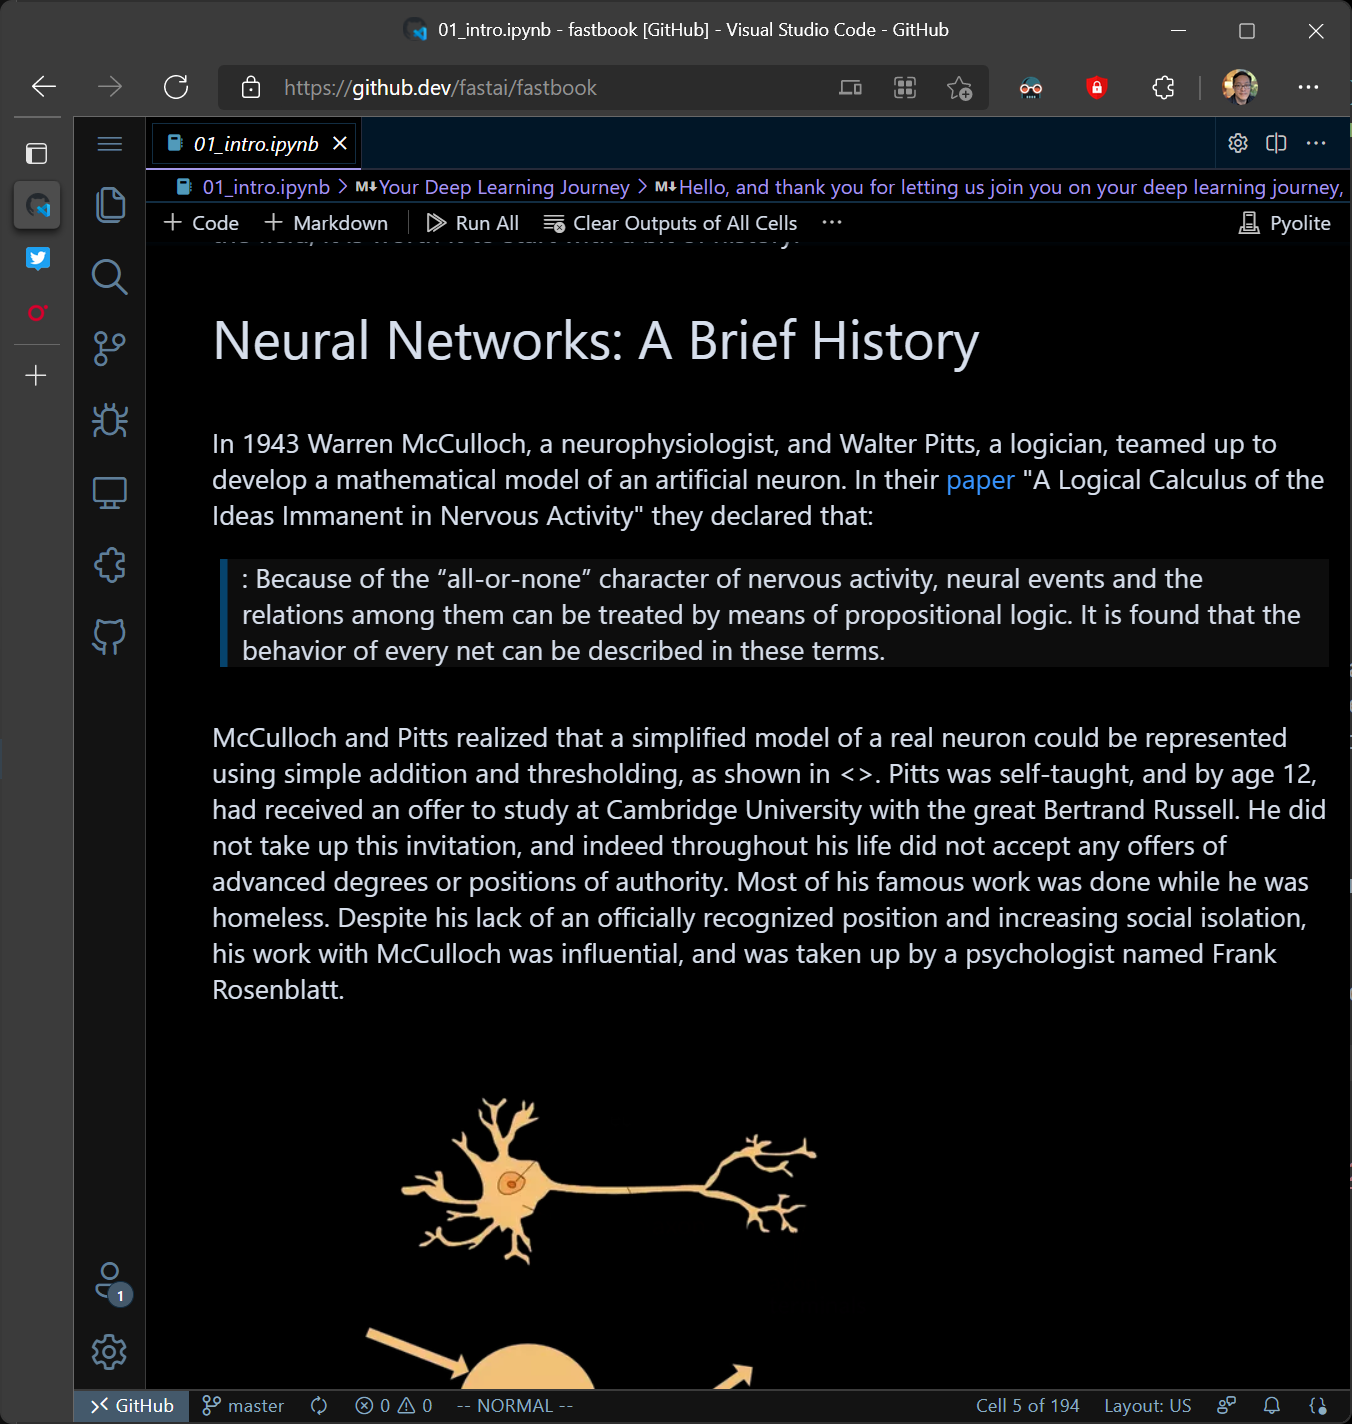 01_intro.ipynb - fastbook [GitHub] - Visual Studio Code - GitHub
https://github.dev/fastai/fastbook
01_intro.ipynb
01_intro.ipynb > M↓Your Deep Learning Journey > M↓Hello, and thank you for letting us join you on your deep learning journey,
+ Code + Markdown Run All Clear Outputs of All Cells ··· Pyolite
Neural Networks: A Brief History
In 1943 Warren McCulloch, a neurophysiologist, and Walter Pitts, a logician, teamed up to
develop a mathematical model of an artificial neuron. In their paper "A Logical Calculus of the
Ideas Immanent in Nervous Activity" they declared that:
: Because of the “all-or-none” character of nervous activity, neural events and the
relations among them can be treated by means of propositional logic. It is found that the
behavior of every net can be described in these terms.
McCulloch and Pitts realized that a simplified model of a real neuron could be represented
using simple addition and thresholding, as shown in <>. Pitts was self-taught, and by age 12,
had received an offer to study at Cambridge University with the great Bertrand Russell. He did
not take up this invitation, and indeed throughout his life did not accept any offers of
advanced degrees or positions of authority. Most of his famous work was done while he was
homeless. Despite his lack of an officially recognized position and increasing social isolation,
his work with McCulloch was influential, and was taken up by a psychologist named Frank
Rosenblatt.
1
GitHub master 0 0 -- NORMAL -- Cell 5 of 194 Layout: US